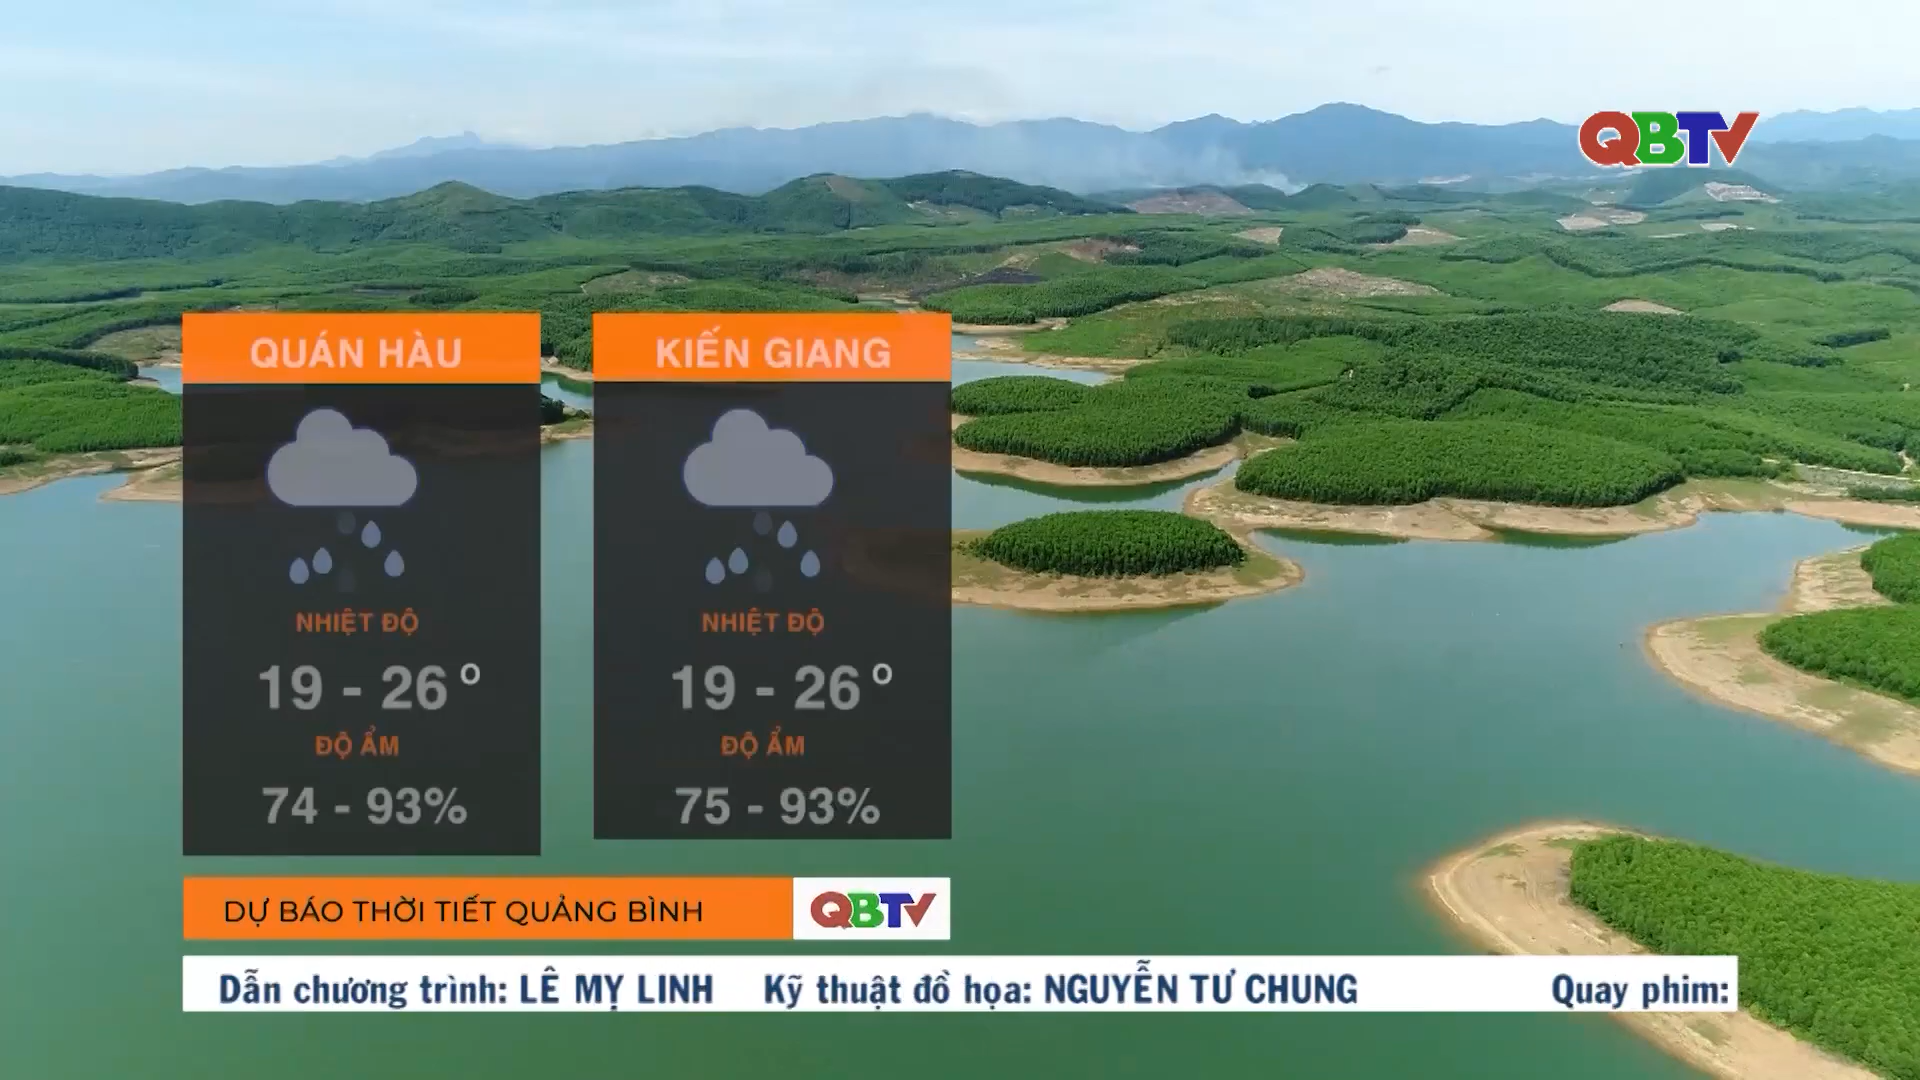 QBTV
QUÁN HÀU
NHIỆT ĐỘ
19 - 26°
ĐỘ ẨM
74 - 93%
KIẾN GIANG
NHIỆT ĐỘ
19 - 26°
ĐỘ ẨM
75 - 93%
DỰ BÁO THỜI TIẾT QUẢNG BÌNH QBTV
Dẫn chương trình: LÊ MỴ LINH Kỹ thuật đồ họa: NGUYỄN TƯ CHUNG Quay phim: